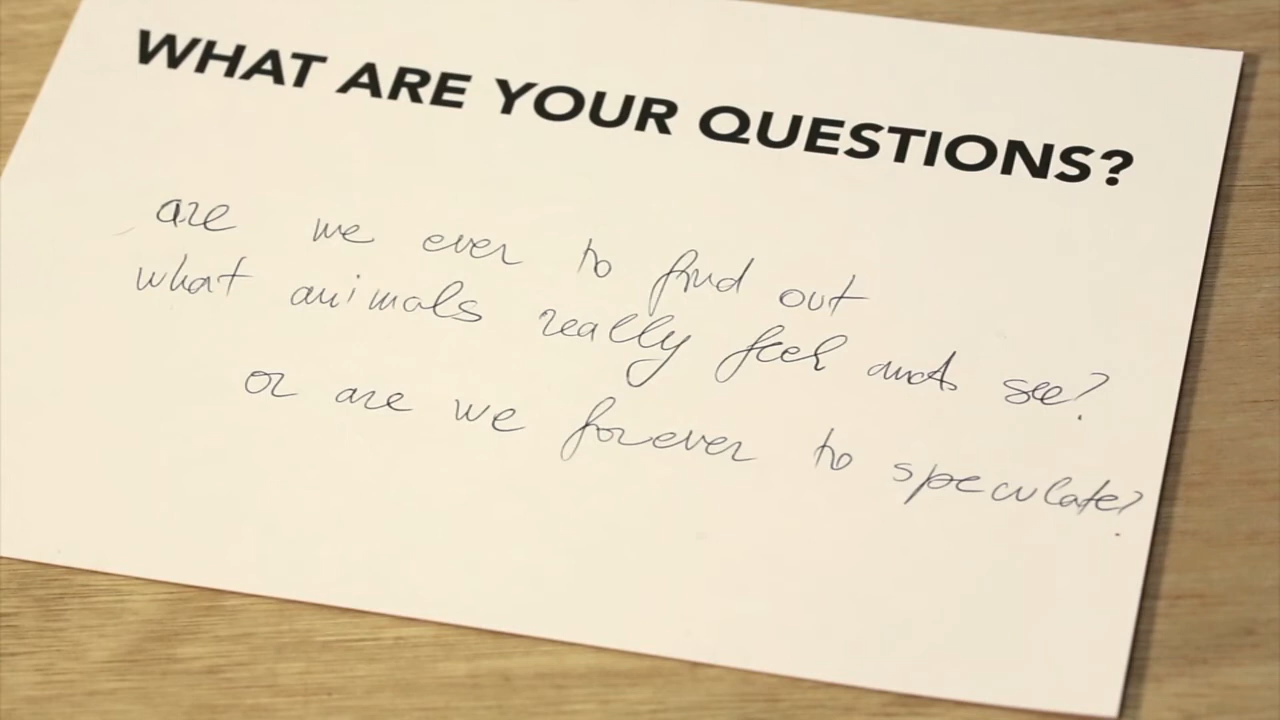 WHAT ARE YOUR QUESTIONS?
are we ever to find out
what animals really feel and see?
or are we forever to speculate?